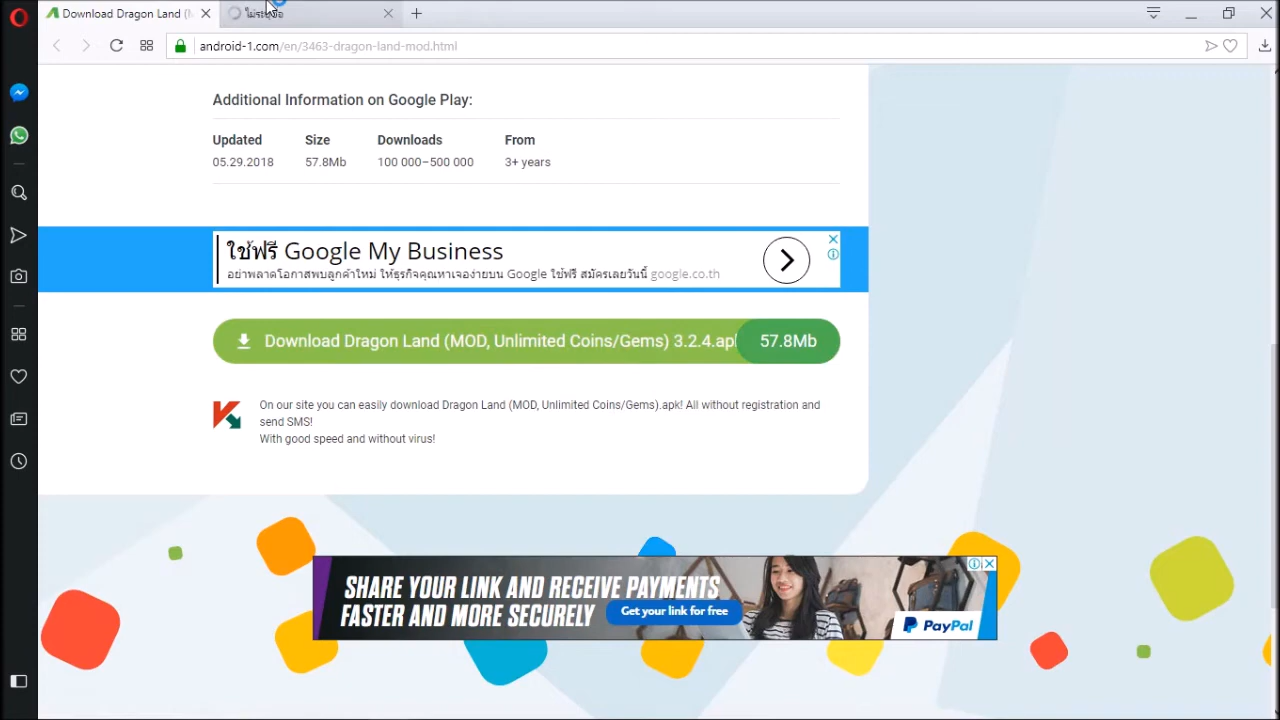 Download Dragon Land (
ไม่ระบุชื่อ
android-1.com/en/3463-dragon-land-mod.html
Additional Information on Google Play:
Updated Size Downloads From
05.29.2018 57.8Mb 100 000–500 000 3+ years
ใช้ฟรี Google My Business
อย่าพลาดโอกาสพบลูกค้าใหม่ ให้ธุรกิจคุณหาเจอง่ายบน Google ใช้ฟรี สมัครเลยวันนี้ google.co.th
Download Dragon Land (MOD, Unlimited Coins/Gems) 3.2.4.apk 57.8Mb
On our site you can easily download Dragon Land (MOD, Unlimited Coins/Gems).apk! All without registration and
send SMS!
With good speed and without virus!
SHARE YOUR LINK AND RECEIVE PAYMENTS
FASTER AND MORE SECURELY
Get your link for free
PayPal